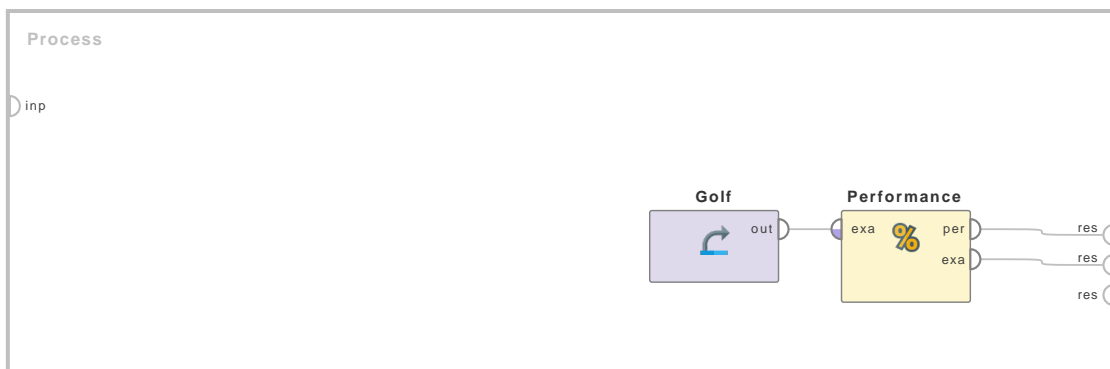 Process
inp
Golf
Performance
out
exa
per
res
exa
res
res